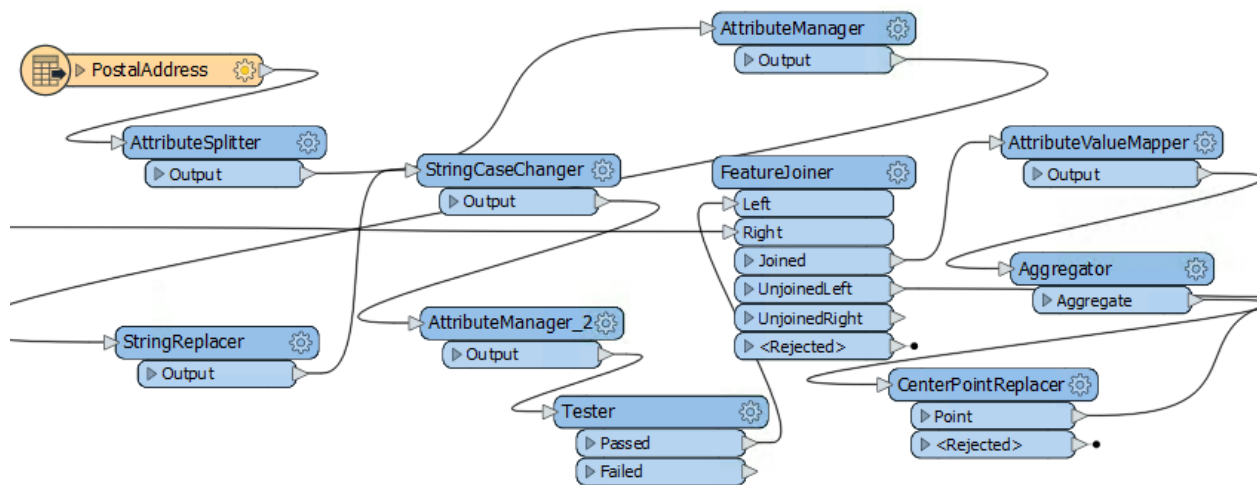 PostalAddress
AttributeSplitter
Output
StringReplacer
Output
StringCaseChanger
Output
AttributeManager_2
Output
Tester
Passed
Failed
AttributeManager
Output
FeatureJoiner
Left
Right
Joined
UnjoinedLeft
UnjoinedRight
<Rejected>
AttributeValueMapper
Output
Aggregator
Aggregate
CenterPointReplacer
Point
<Rejected>